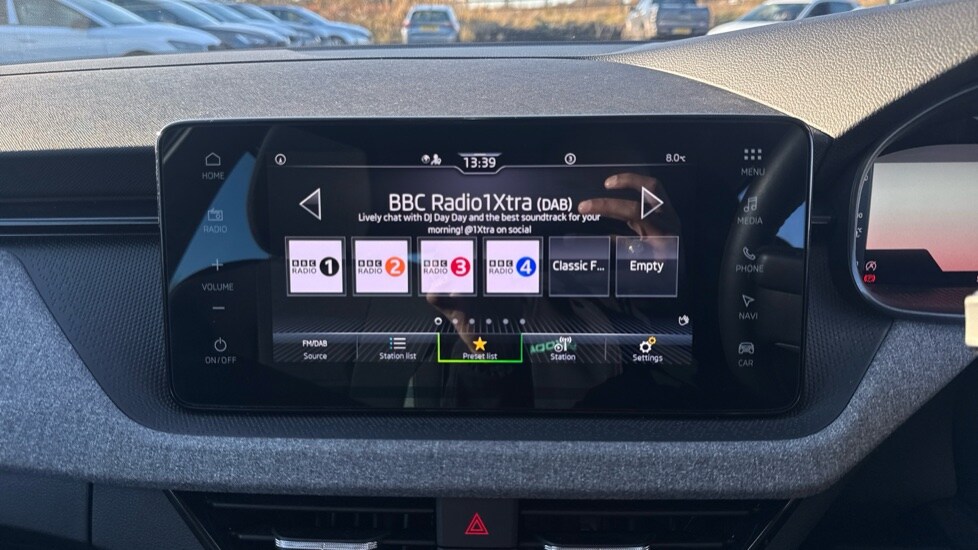 13:39
8.0°C
HOME
MENU
BBC Radio1Xtra (DAB)
Lively chat with DJ Day Day and the best soundtrack for your
morning! @1Xtra on social
RADIO
MEDIA
BBC RADIO 1
BBC RADIO 2
BBC RADIO 3
BBC RADIO 4
Classic F...
Empty
PHONE
+
VOLUME
−
NAVI
FM/DAB
Source
Station list
Preset list
Station
Settings
ON/OFF
CAR